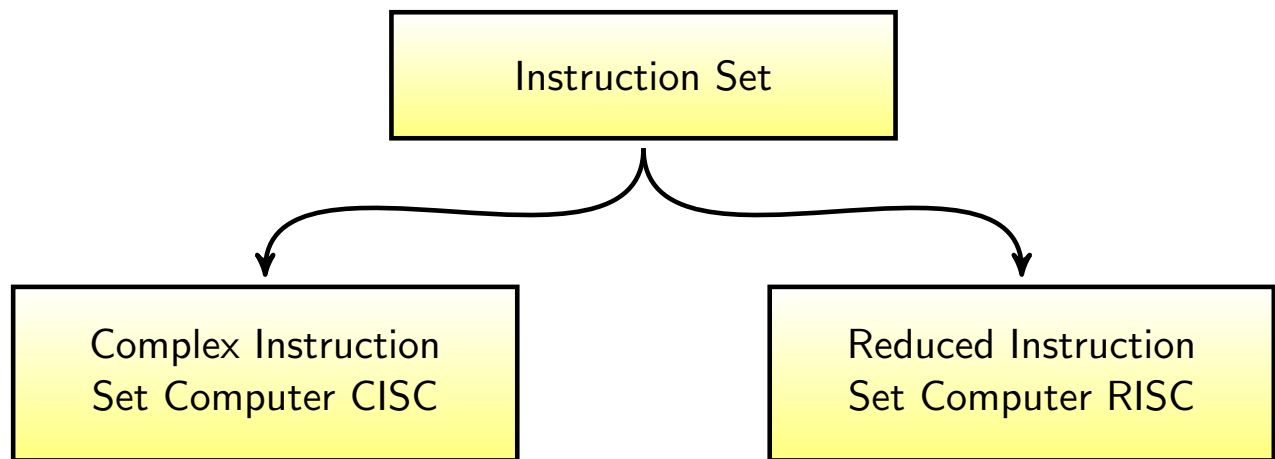 Instruction Set
Complex Instruction
Set Computer CISC
Reduced Instruction
Set Computer RISC